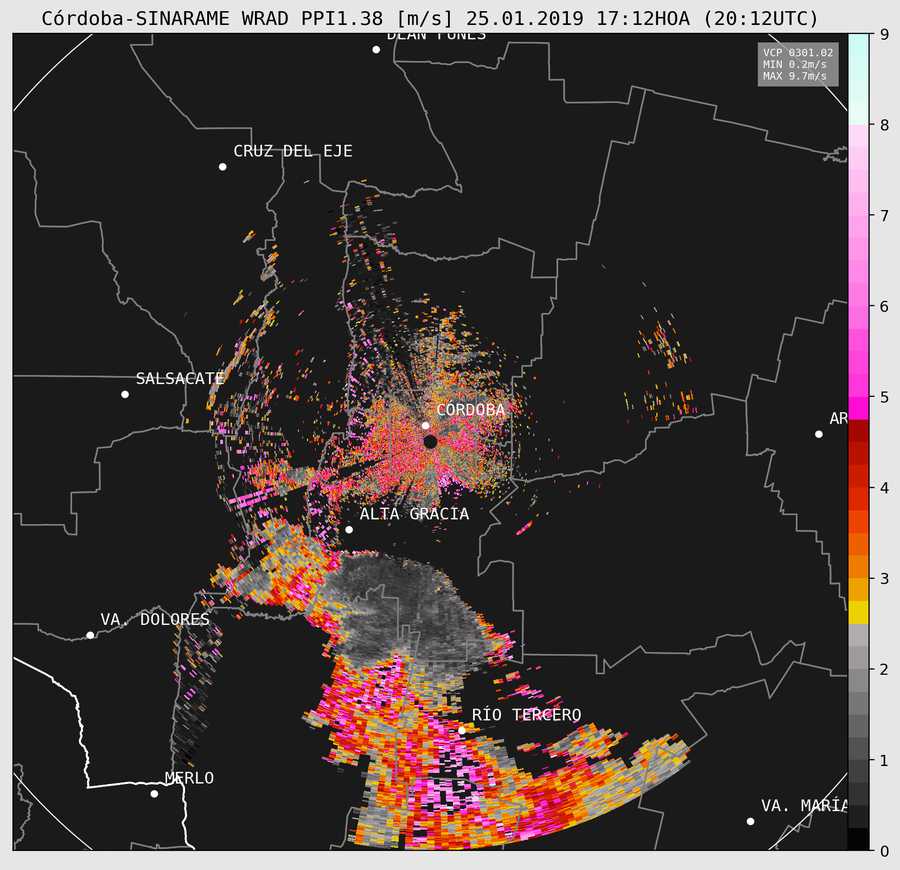 Córdoba-SINARAME WRAD PPI1.38 [m/s] 25.01.2019 17:12HOA (20:12UTC)
DEAN FUNES
VCP 0301.02
MIN 0.2m/s
MAX 9.7m/s
CRUZ DEL EJE
SALSACATE
CÓRDOBA
AR
ALTA GRACIA
VA. DOLORES
RÍO TERCERO
MERLO
VA. MARÍA
9
8
7
6
5
4
3
2
1
0